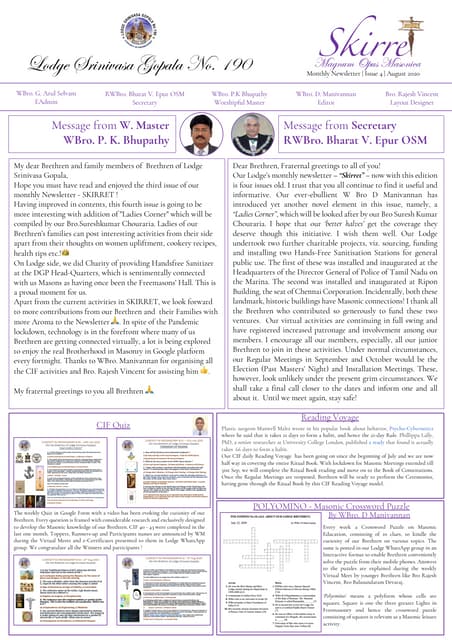 Lodge Srinivasa Gopala No. 190
Skirret
Magnum Opus Masonica
Monthly Newsletter | Issue 4 | August 2020
WBro. G. Arul Selvam
EAdmin
RWBro. Bharat V. Epur OSM
Secretary
WBro. P.K Bhupathy
Worshipful Master
WBro. D. Manivannan
Editor
Bro. Rajesh Vincent
Layout Designer
Message from W. Master
WBro. P. K. Bhupathy
Message from Secretary
RWBro. Bharat V. Epur OSM
My dear Brethren and family members of Brethren of Lodge
Srinivasa Gopala,
Hope you must have read and enjoyed the third issue of our
monthly Newsletter - SKIRRET !
Having improved in contents, this fourth issue is going to be
more interesting with addition of "Ladies Corner" which will be
compiled by our Bro.Sureshkumar Chourataria. Ladies of our
Brethren's families can post interesting activities from their side
apart from their thoughts on women upliftment, cookery recipes,
health tips etc.!
On Lodge side, we did Charity of providing Handsfree Sanitizer
at the DGP Head-Quarters, which is sentimentally connected
with us Masons as having once been the Freemasons' Hall. This is
a proud moment for us.
Apart from the current activities in SKIRRET, we look forward
to more contributions from our Brethren and their Families with
more Aroma to the Newsletter. In spite of the Pandemic
lockdown, technology is in the forefront where many of us
Brethren are getting connected virtually, a lot is being explored
to enjoy the real Brotherhood in Masonry in Google platform
every fortnight. Thanks to WBro. Manivannan for organising all
the CIF activities and Bro. Rajesh Vincent for assisting him
My fraternal greetings to you all Brethren
Dear Brethren, Fraternal greetings to all of you!
Our Lodge's monthly newsletter – "Skirret" – now with this edition
is four issues old. I trust that you all continue to find it useful and
informative. Our ever-ebullient W Bro D Manivannan has
introduced yet another novel element in this issue, namely, a
"Ladies Corner", which will be looked after by our Bro Suresh Kumar
Chourataria. I hope that our 'better halves' get the coverage they
deserve though this initiative. I wish them well. Our Lodge
undertook two further charitable projects, viz. sourcing, funding
and installing two Hands-Free Sanitisation Stations for general
public use. The first of these was installed and inaugurated at the
Headquarters of the Director General of Police of Tamil Nadu on
the Marina. The second was installed and inaugurated at Ripon
Building, the seat of Chennai Corporation. Incidentally, both these
landmark, historic buildings have Masonic connections! I thank all
the Brethren who contributed so generously to fund these two
ventures. Our virtual activities are continuing in full swing and
have registered increased patronage and involvement among our
members. I encourage all our members, especially, all our junior
Brethren to join in these activities. Under normal circumstances,
our Regular Meetings in September and October would be the
Election (Past Masters' Night) and Installation Meetings. These,
however, look unlikely under the present grim circumstances. We
shall take a final call closer to the dates and inform one and all
about it. Until we meet again, stay safe!
CIF Quiz
The weekly Quiz in Google Form with a video has been evoking the curiosity of our
Brethren. Every question is framed with considerable research and exclusively designed
to develop the Masonic knowledge of our Brethren. CIF 40 - 43 were completed in the
last one month. Toppers, Runners-up and Participants names are announced by WM
during the Virtual Meets and e-Certificates presented to them in Lodge WhatsApp
group. We congratulate all the Winners and participants !
Reading Voyage
Plastic surgeon Maxwell Maltz wrote in his popular book about behavior, Psycho-Cybernetics
where he said that it takes 21 days to form a habit, and hence the 21-day Rule. Phillippa Lally,
PhD, a senior researcher at University College London, published a study that found it actually
takes 66 days to form a habit.
Our CIF daily Reading Voyage has been going on since the beginning of July and we are now
half way in covering the entire Ritual Book. With lockdown for Masonic Meetings extended till
Regular Meetings are reopened, Brethren will be ready to perform the Ceremonies,
having gone through the Ritual Book by this CIF Reading Voyage model.
POLYOMINO - Masonic Crossword Puzzle
By WBro. D Manivannan
Every week a Crossword Puzzle on Masonic
Education, consisting of 21 clues, to kindle the
curiosity of our Brethren on various topics. The
same is posted in our Lodge WhatsApp group in an
Interactive format to enable Brethren conveniently
solve the puzzle from their mobile phones. Answers
to the puzzles are explained during the weekly
Virtual Meets by younger Brethren like Bro Rajesh
Vincent, Bro Balasundaram Devaraj.
Polyomino means a polyform whose cells are
squares. Square is one the three greater Lights in
Freemasonry and hence the crossword puzzle
consisting of squares is relevant as a Masonic leisure
activity